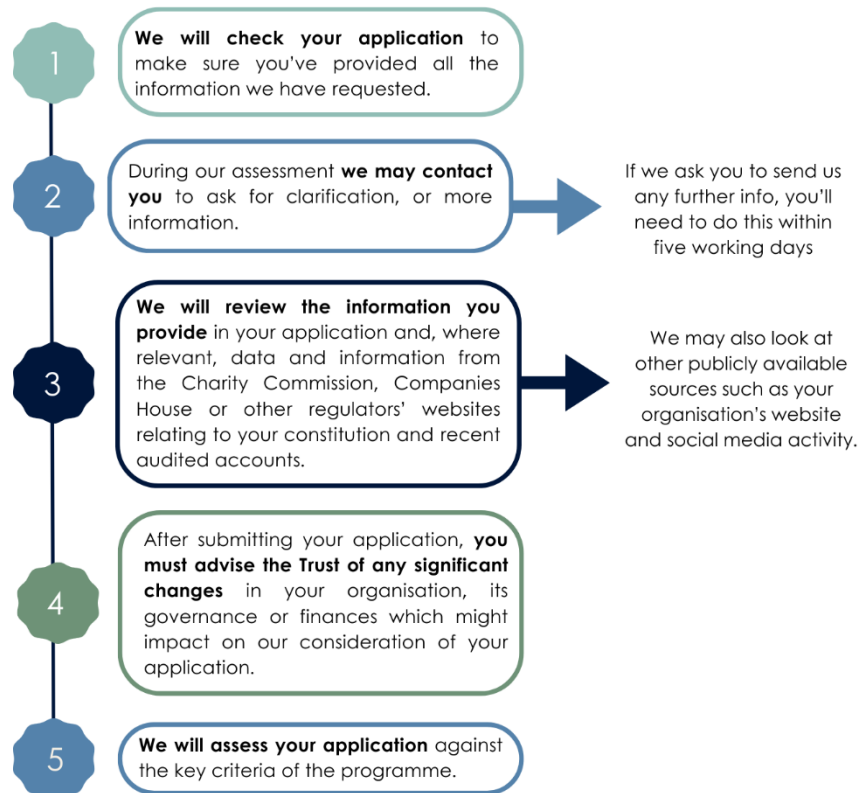 1
We will check your application to
make sure you've provided all the
information we have requested.
2
During our assessment we may contact
you to ask for clarification, or more
information.
If we ask you to send us
any further info, you'll
need to do this within
five working days
3
We will review the information you
provide in your application and, where
relevant, data and information from
the Charity Commission, Companies
House or other regulators' websites
relating to your constitution and recent
audited accounts.
We may also look at
other publicly available
sources such as your
organisation's website
and social media activity.
4
After submitting your application, you
must advise the Trust of any significant
changes in your organisation, its
governance or finances which might
impact on our consideration of your
application.
5
We will assess your application against
the key criteria of the programme.